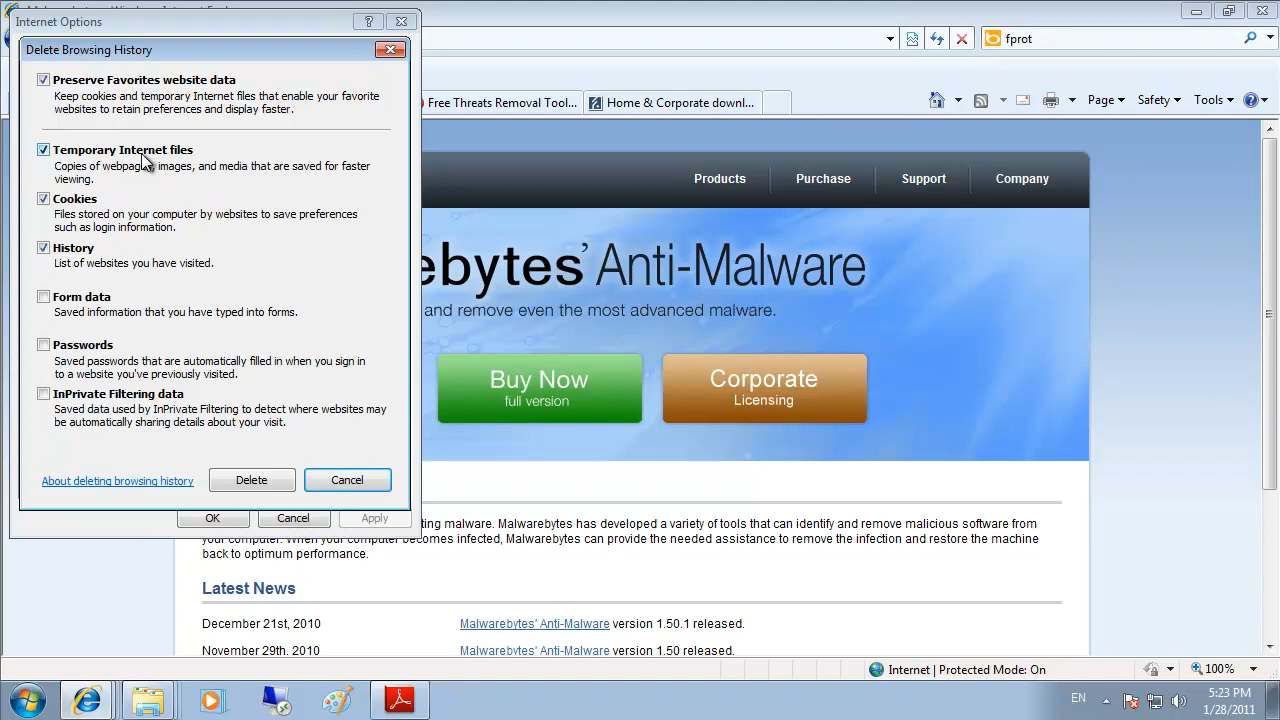 Internet Options
Delete Browsing History
fprot
Preserve Favorites website data
Keep cookies and temporary Internet files that enable your favorite
websites to retain preferences and display faster.
Free Threats Removal Tool...
Home & Corporate downl...
Page
Safety
Tools
Temporary Internet files
Copies of webpages, images, and media that are saved for faster
viewing.
Cookies
Files stored on your computer by websites to save preferences
such as login information.
History
List of websites you have visited.
Form data
Saved information that you have typed into forms.
Passwords
Saved passwords that are automatically filled in when you sign in
to a website you've previously visited.
InPrivate Filtering data
Saved data used by InPrivate Filtering to detect where websites may
be automatically sharing details about your visit.
About deleting browsing history
Delete
Cancel
OK
Cancel
Apply
Products
Purchase
Support
Company
ebytes' Anti-Malware
and remove even the most advanced malware.
Buy Now
full version
Corporate
Licensing
ting malware. Malwarebytes has developed a variety of tools that can identify and remove malicious software from
your computer. When your computer becomes infected, Malwarebytes can provide the needed assistance to remove the infection and restore the machine
back to optimum performance.
Latest News
December 21st, 2010 Malwarebytes' Anti-Malware version 1.50.1 released.
November 29th, 2010 Malwarebytes' Anti-Malware version 1.50 released.
Internet | Protected Mode: On
100%
EN
5:23 PM
1/28/2011